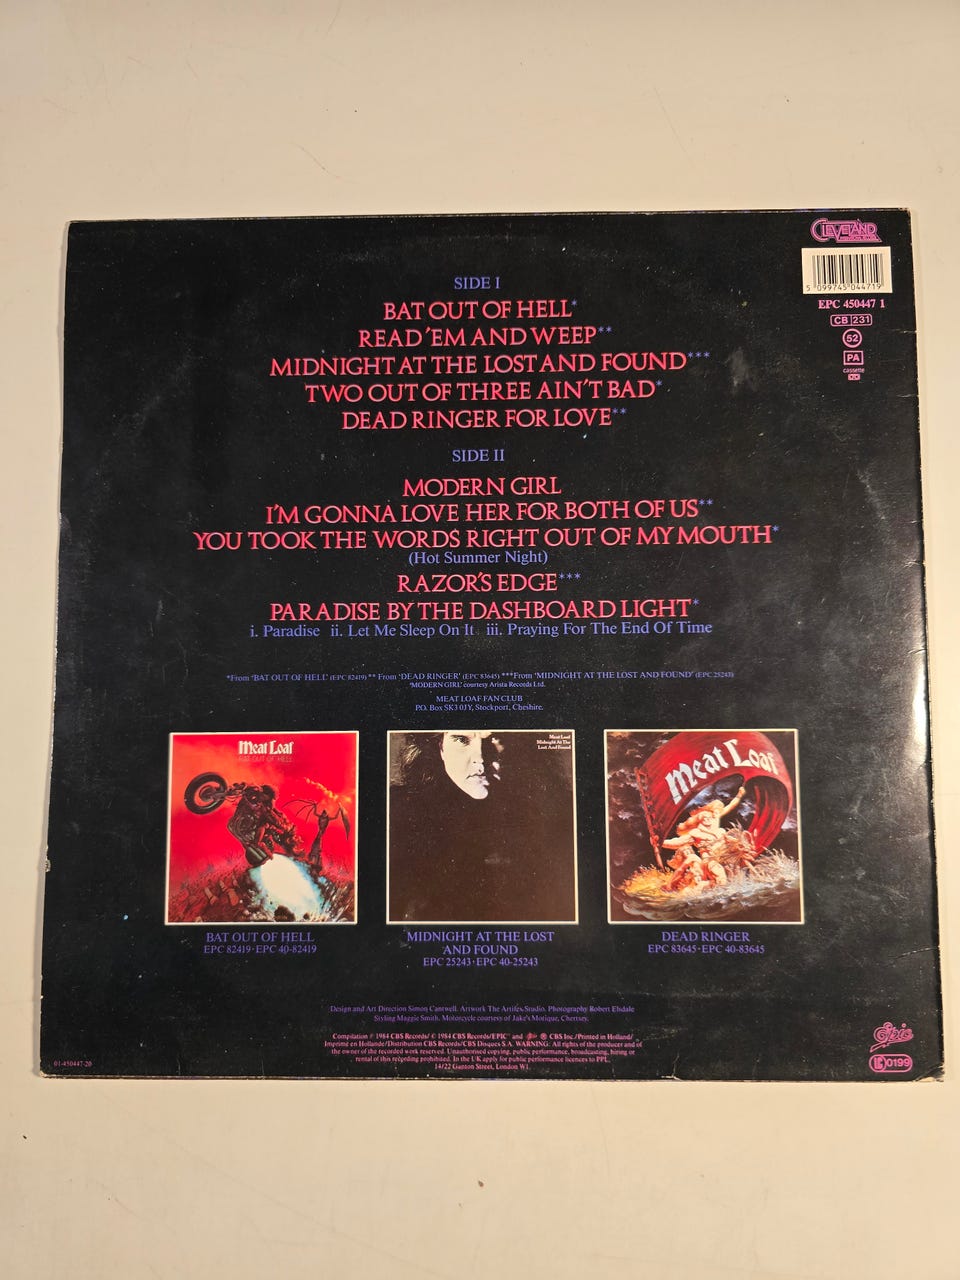 CLEVELAND
5 099745 044719
EPC 450447 1
CB 231
52
PA
cassette
SIDE I
BAT OUT OF HELL*
READ 'EM AND WEEP**
MIDNIGHT AT THE LOST AND FOUND***
TWO OUT OF THREE AIN'T BAD*
DEAD RINGER FOR LOVE**
SIDE II
MODERN GIRL
I'M GONNA LOVE HER FOR BOTH OF US**
YOU TOOK THE WORDS RIGHT OUT OF MY MOUTH*
(Hot Summer Night)
RAZOR'S EDGE***
PARADISE BY THE DASHBOARD LIGHT*
i. Paradise ii. Let Me Sleep On It iii. Praying For The End Of Time
*From 'BAT OUT OF HELL' (EPC 82419) ** From 'DEAD RINGER' (EPC 83645) ***From 'MIDNIGHT AT THE LOST AND FOUND' (EPC 25243)
'MODERN GIRL' courtesy Arista Records Ltd.
MEAT LOAF FAN CLUB
P.O. Box SK3 0JY, Stockport, Cheshire.
Meat Loaf
BAT OUT OF HELL
Meat Loaf
Midnight At The
Lost And Found
Meat Loaf
BAT OUT OF HELL
EPC 82419 · EPC 40-82419
MIDNIGHT AT THE LOST
AND FOUND
EPC 25243 · EPC 40-25243
DEAD RINGER
EPC 83645 · EPC 40-83645
Design and Art Direction Simon Cantwell. Artwork The Artifex Studio. Photography Robert Elsdale
Styling Maggie Smith. Motorcycle courtesy of Jake's Motique, Chertsey.
Compilation ℗ 1984 CBS Records/ © 1984 CBS Records/EPIC and Epic ® CBS Inc./Printed in Holland/
Imprimé en Hollande/Distribution CBS Records/CBS Disques S.A. WARNING: All rights of the producer and of
the owner of the recorded work reserved. Unauthorised copying, public performance, broadcasting, hiring or
rental of this recording prohibited. In the UK apply for public performance licences to PPL,
14/22 Ganton Street, London W1.
01-450447-20
Epic
LC 0199